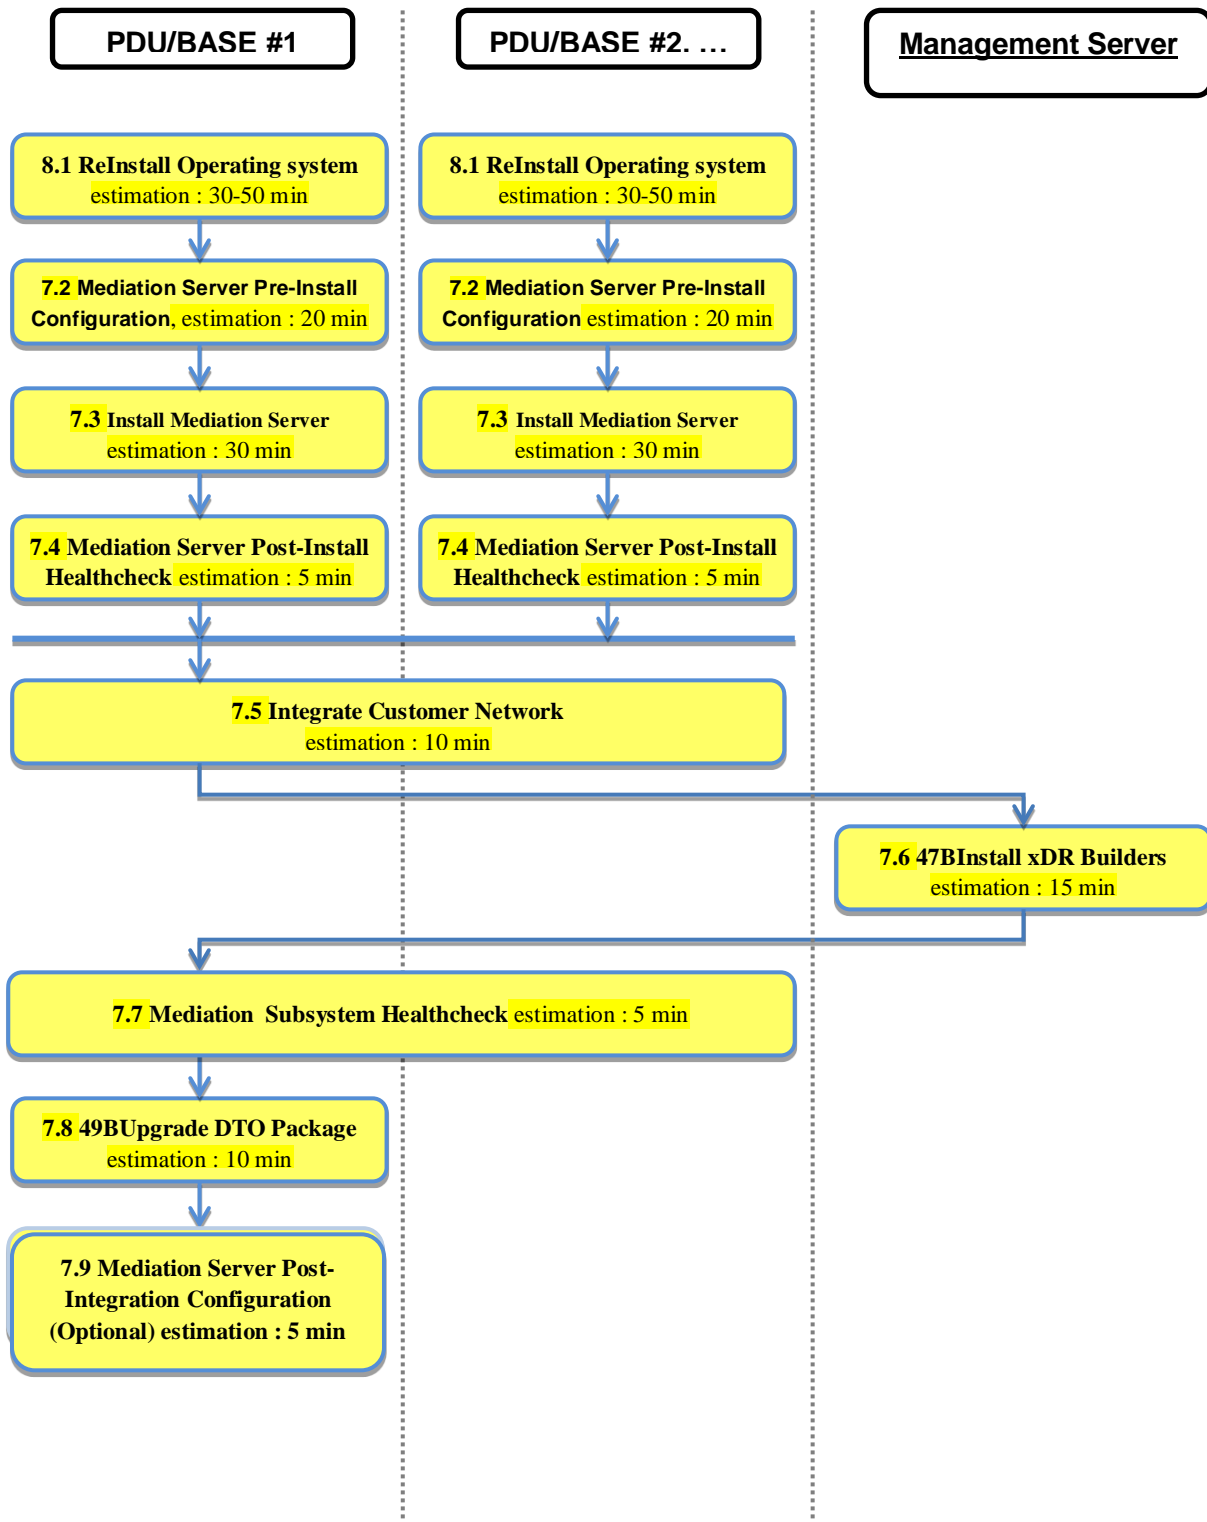 PDU/BASE #1
PDU/BASE #2. …
Management Server
8.1 ReInstall Operating system
estimation : 30-50 min
8.1 ReInstall Operating system
estimation : 30-50 min
7.2 Mediation Server Pre-Install
Configuration, estimation : 20 min
7.2 Mediation Server Pre-Install
Configuration estimation : 20 min
7.3 Install Mediation Server
estimation : 30 min
7.3 Install Mediation Server
estimation : 30 min
7.4 Mediation Server Post-Install
Healthcheck estimation : 5 min
7.4 Mediation Server Post-Install
Healthcheck estimation : 5 min
7.5 Integrate Customer Network
estimation : 10 min
7.6 47BInstall xDR Builders
estimation : 15 min
7.7 Mediation  Subsystem Healthcheck estimation : 5 min
7.8 49BUpgrade DTO Package
estimation : 10 min
7.9 Mediation Server Post-
Integration Configuration
(Optional) estimation : 5 min